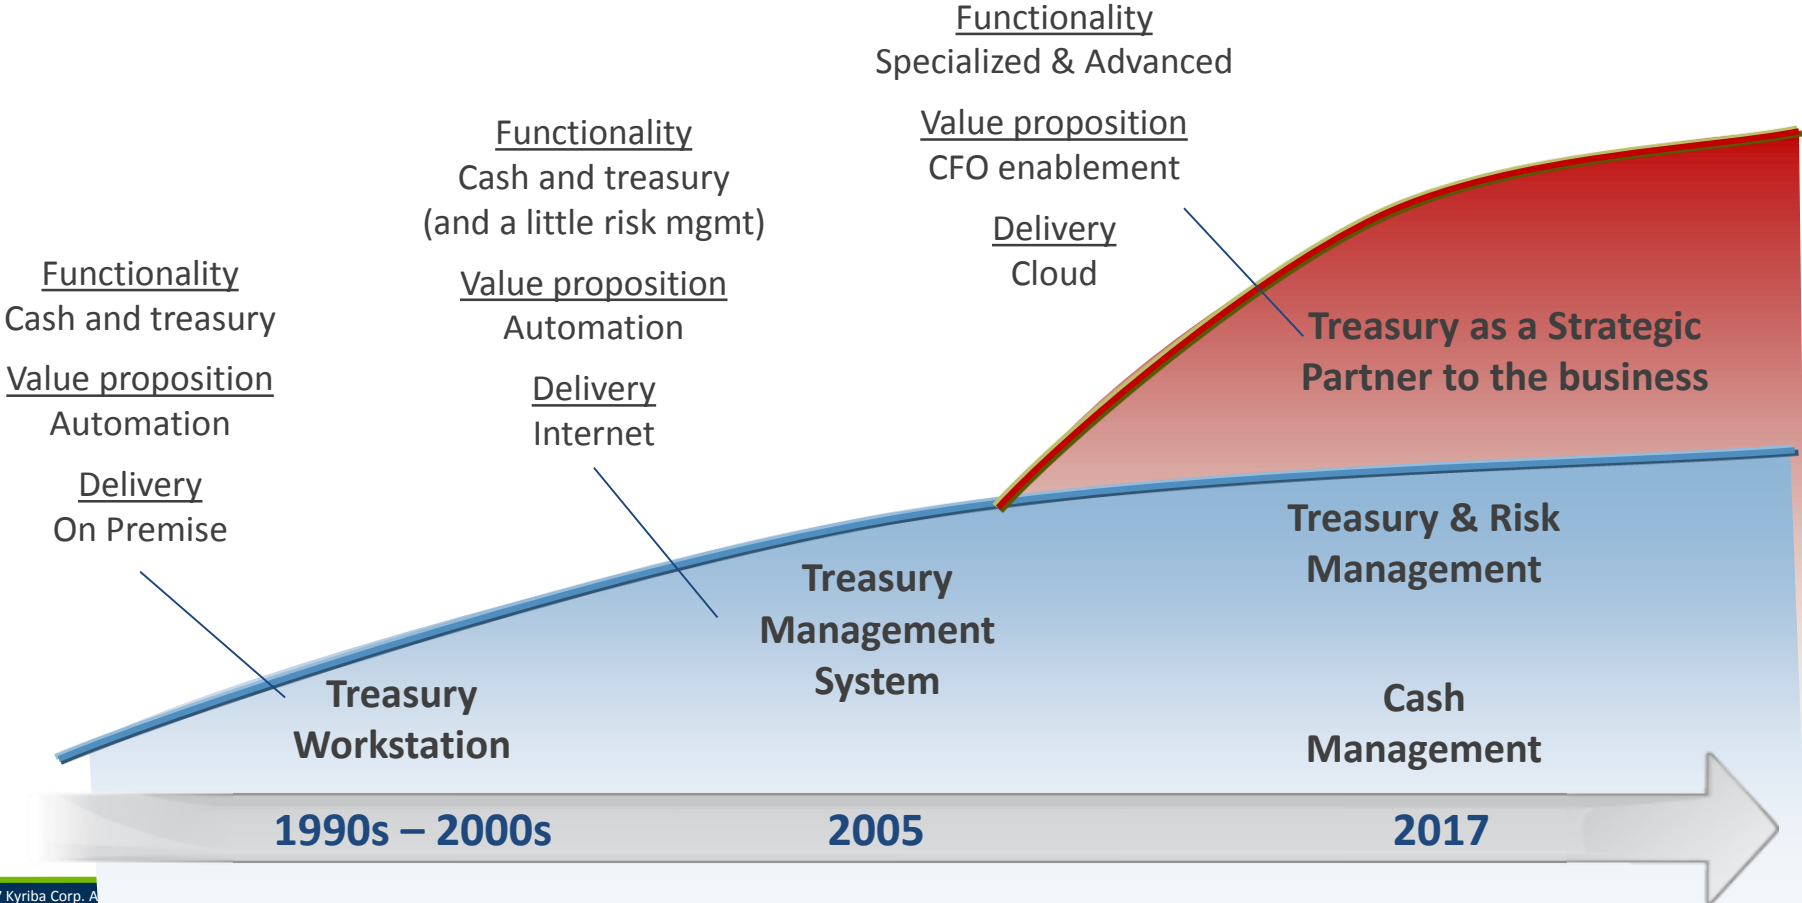 Functionality
Cash and treasury
Value proposition
Automation
Delivery
On Premise
Functionality
Cash and treasury
(and a little risk mgmt)
Value proposition
Automation
Delivery
Internet
Functionality
Specialized & Advanced
Value proposition
CFO enablement
Delivery
Cloud
Treasury as a Strategic
Partner to the business
Treasury & Risk
Management
Cash
Management
Treasury
Management
System
Treasury
Workstation
1990s – 2000s
2005
2017
Kyriba Corp.